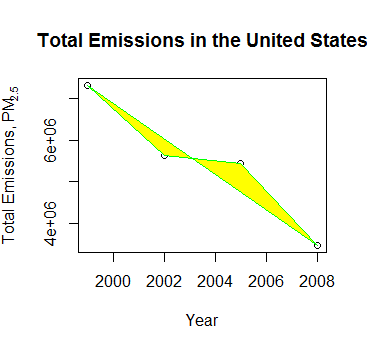 Total Emissions in the United States
Total Emissions, PM2.5
6e+06
4e+06
2000 2002 2004 2006 2008
Year